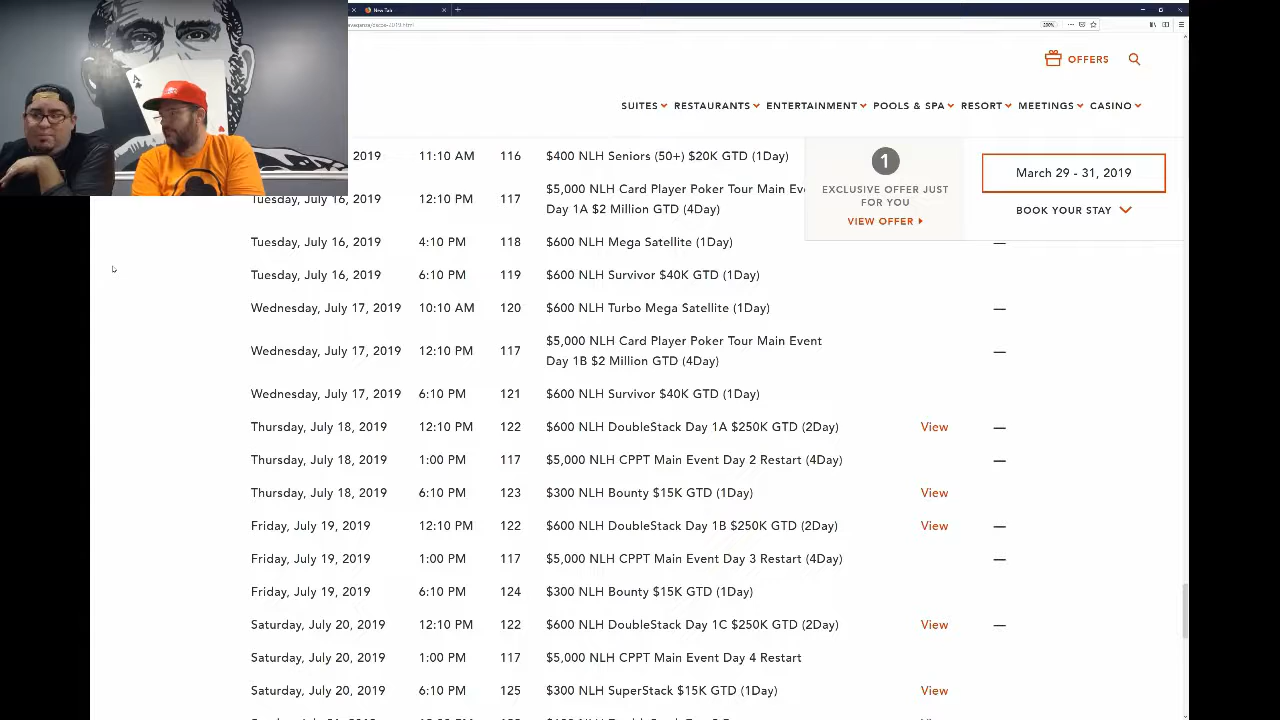 New Tab
avaganza/dscpe-2019.html
200%
OFFERS
SUITES RESTAURANTS ENTERTAINMENT POOLS & SPA RESORT MEETINGS CASINO
2019 11:10 AM 116 $400 NLH Seniors (50+) $20K GTD (1Day)
Tuesday, July 16, 2019 12:10 PM 117 $5,000 NLH Card Player Poker Tour Main Eve
Day 1A $2 Million GTD (4Day)
1
EXCLUSIVE OFFER JUST
FOR YOU
VIEW OFFER
March 29 - 31, 2019
BOOK YOUR STAY
Tuesday, July 16, 2019 4:10 PM 118 $600 NLH Mega Satellite (1Day) —
Tuesday, July 16, 2019 6:10 PM 119 $600 NLH Survivor $40K GTD (1Day)
Wednesday, July 17, 2019 10:10 AM 120 $600 NLH Turbo Mega Satellite (1Day) —
Wednesday, July 17, 2019 12:10 PM 117 $5,000 NLH Card Player Poker Tour Main Event
Day 1B $2 Million GTD (4Day) —
Wednesday, July 17, 2019 6:10 PM 121 $600 NLH Survivor $40K GTD (1Day)
Thursday, July 18, 2019 12:10 PM 122 $600 NLH DoubleStack Day 1A $250K GTD (2Day) View —
Thursday, July 18, 2019 1:00 PM 117 $5,000 NLH CPPT Main Event Day 2 Restart (4Day) —
Thursday, July 18, 2019 6:10 PM 123 $300 NLH Bounty $15K GTD (1Day) View
Friday, July 19, 2019 12:10 PM 122 $600 NLH DoubleStack Day 1B $250K GTD (2Day) View —
Friday, July 19, 2019 1:00 PM 117 $5,000 NLH CPPT Main Event Day 3 Restart (4Day) —
Friday, July 19, 2019 6:10 PM 124 $300 NLH Bounty $15K GTD (1Day)
Saturday, July 20, 2019 12:10 PM 122 $600 NLH DoubleStack Day 1C $250K GTD (2Day) View —
Saturday, July 20, 2019 1:00 PM 117 $5,000 NLH CPPT Main Event Day 4 Restart
Saturday, July 20, 2019 6:10 PM 125 $300 NLH SuperStack $15K GTD (1Day) View